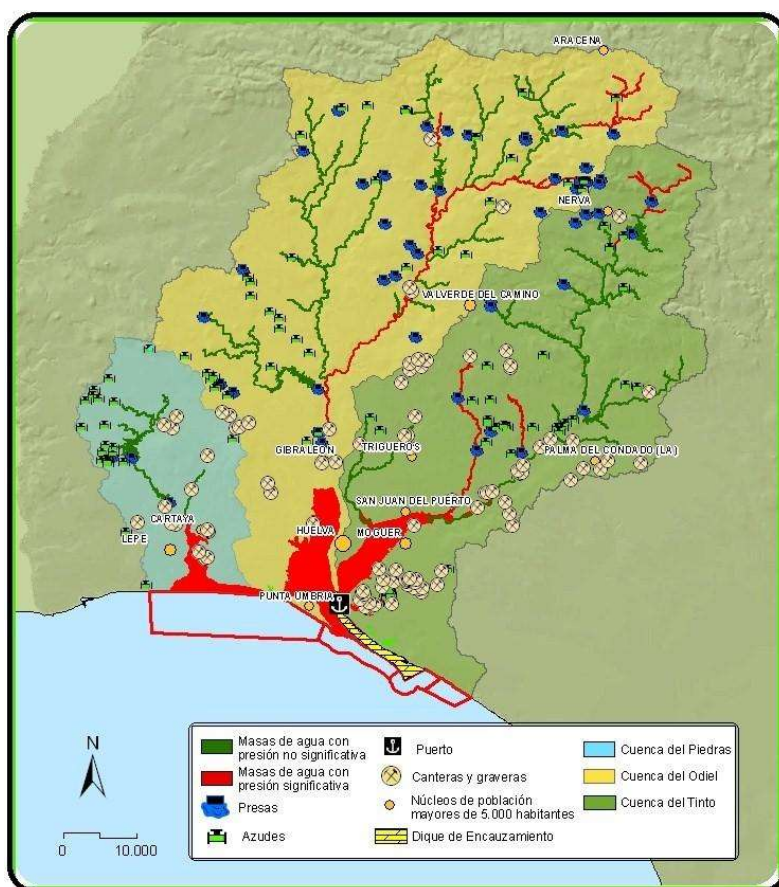 ARACENA
NERVA
VALVERDE DEL CAMINO
GIBRALEÓN
TRIGUEROS
PALMA DEL CONDADO (LA)
SAN JUAN DEL PUERTO
CARTAYA
LEPE
HUELVA
MOGUER
PUNTA UMBRIA
N
0 10.000
Masas de agua con
presión no significativa
Masas de agua con
presión significativa
Presas
Azudes
Puerto
Canteras y graveras
Núcleos de población
mayores de 5.000 habitantes
Dique de Encauzamiento
Cuenca del Piedras
Cuenca del Odiel
Cuenca del Tinto